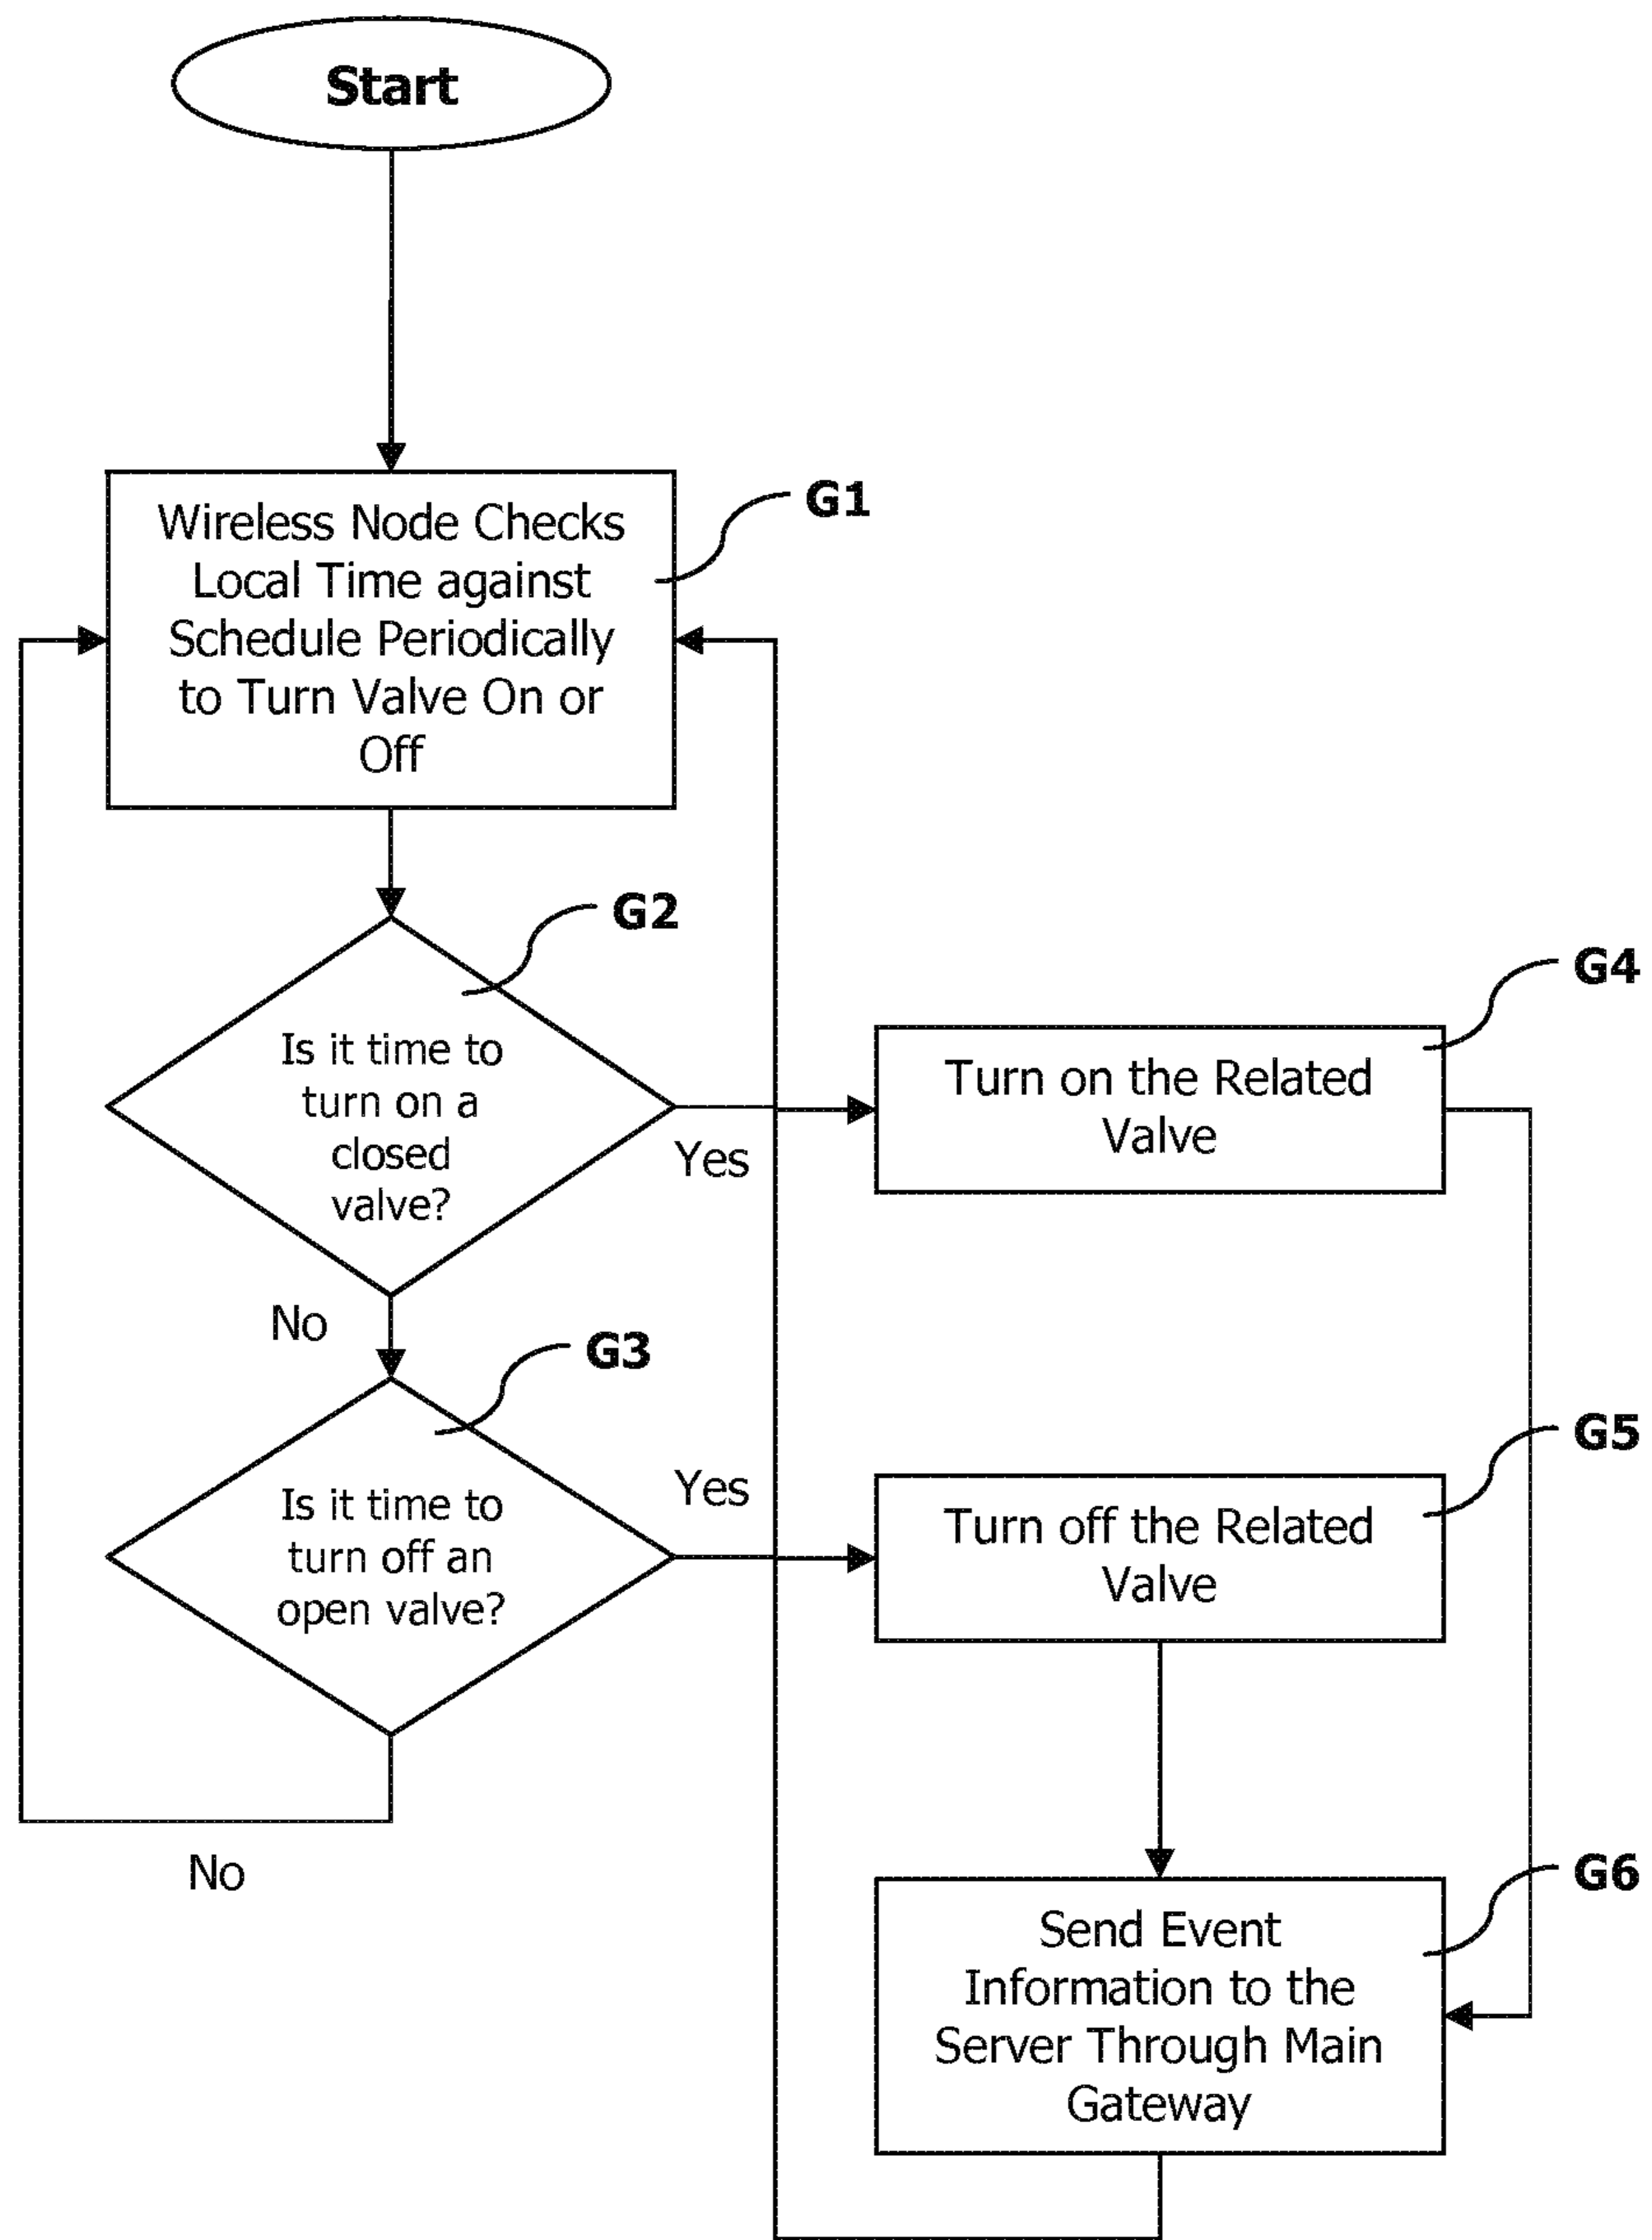 Start
G1
Wireless Node Checks
Local Time against
Schedule Periodically
to Turn Valve On or
Off
G2
Is it time to
turn on a
closed
valve?
Yes
G4
Turn on the Related
Valve
No
G3
Is it time to
turn off an
open valve?
Yes
G5
Turn off the Related
Valve
No
G6
Send Event
Information to the
Server Through Main
Gateway